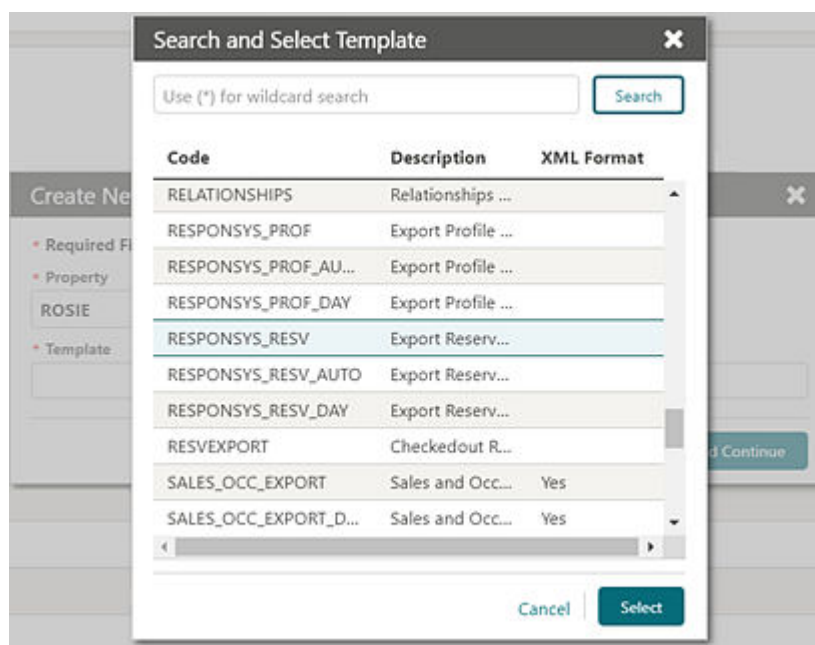 Search and Select Template
Use (*) for wildcard search
Search
Code Description XML Format
RELATIONSHIPS Relationships ...
RESPONSYS_PROF Export Profile ...
RESPONSYS_PROF_AU... Export Profile ...
RESPONSYS_PROF_DAY Export Profile ...
RESPONSYS_RESV Export Reserv...
RESPONSYS_RESV_AUTO Export Reserv...
RESPONSYS_RESV_DAY Export Reserv...
RESVEXPORT Checkedout R...
SALES_OCC_EXPORT Sales and Occ... Yes
SALES_OCC_EXPORT_D... Sales and Occ... Yes
Cancel Select
Create Ne
* Required Fi
* Property
ROSIE
* Template
d Continue